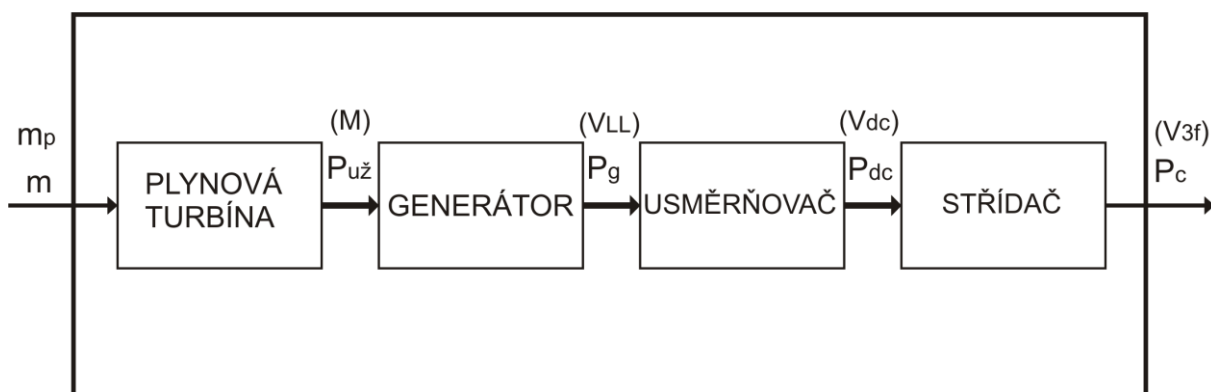 mp
m
PLYNOVÁ
TURBÍNA
(M)
Puž
GENERÁTOR
(VLL)
Pg
USMĚRŇOVAČ
(Vdc)
Pdc
STŘÍDAČ
(V3f)
Pc